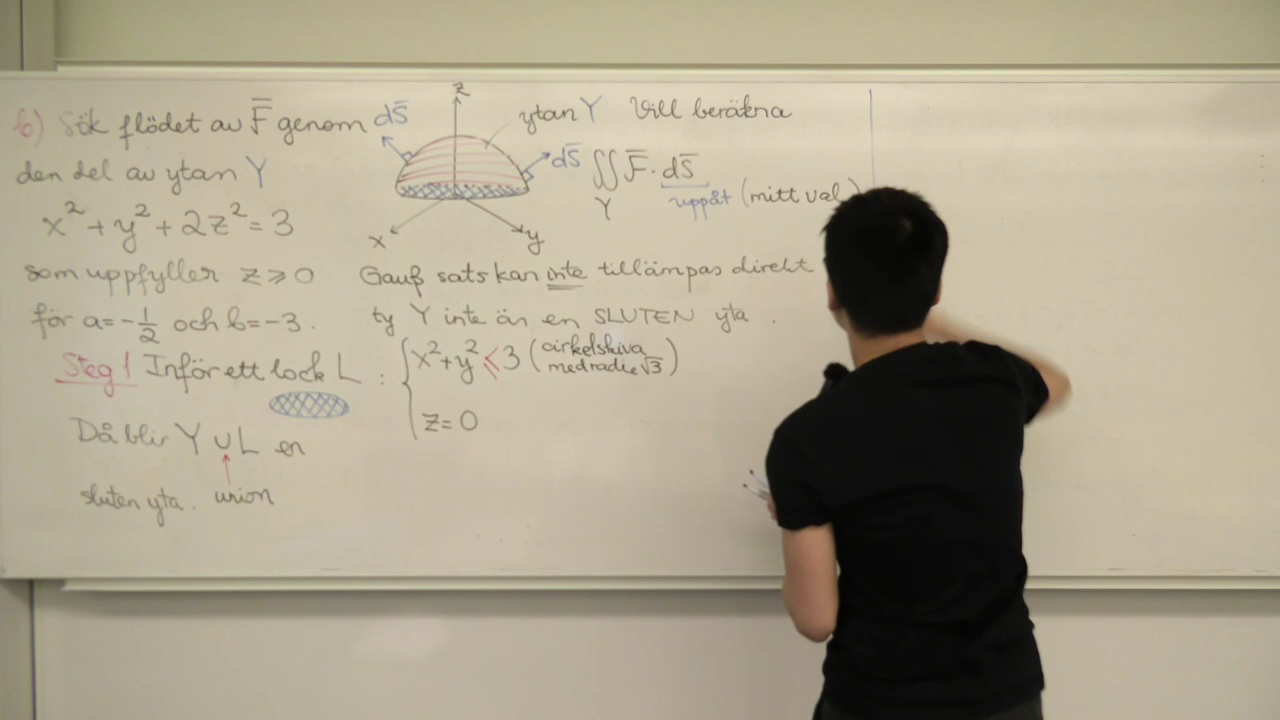 b) Sök flödet av F̅ genom
den del av ytan Y
x² + y² + 2z² = 3
som uppfyller z ≥ 0
för a = -1/2 och b = -3.
dS̅
z
dS̅
x
y
ytan Y Vill beräkna
∬ F̅ · dS̅
Y
uppåt (mitt val)
Gauß sats kan inte tillämpas direkt
ty Y inte är en SLUTEN yta.
Steg 1 Inför ett lock L : { x² + y² ≤ 3 (cirkelskiva
med radie √3)
z = 0
Då blir Y ∪ L en
sluten yta. union